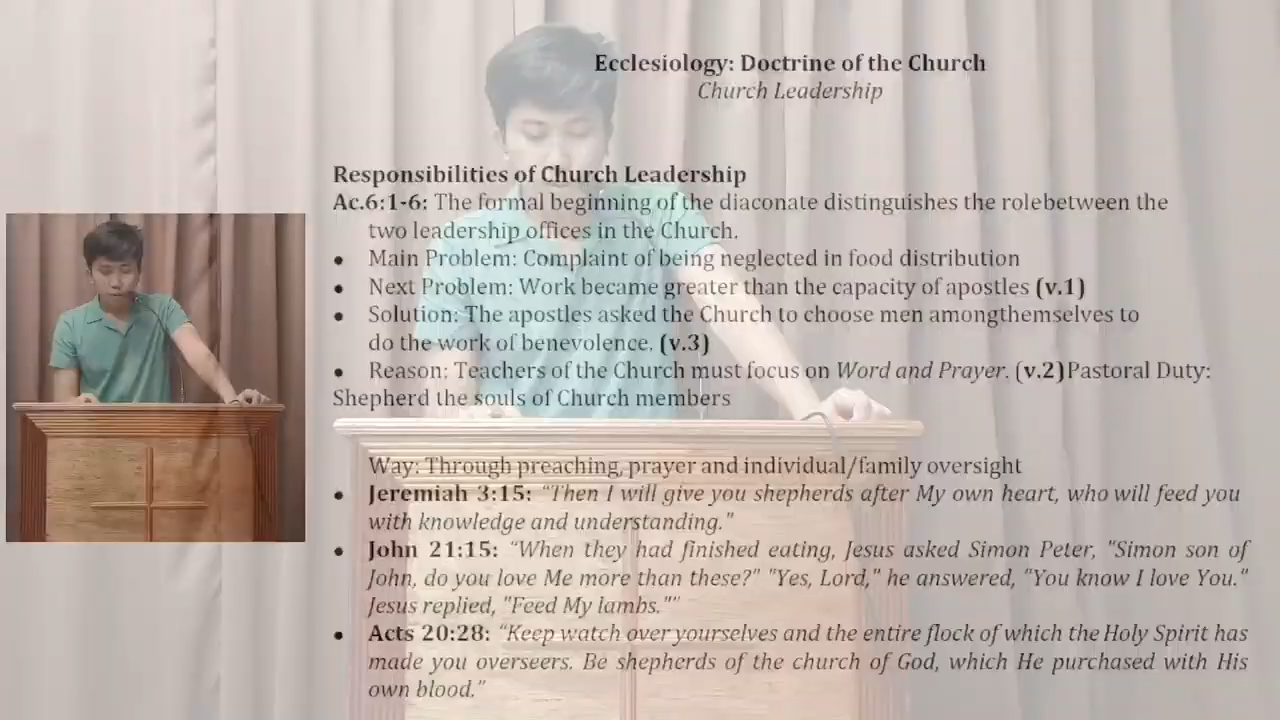 Ecclesiology: Doctrine of the Church
Church Leadership
Responsibilities of Church Leadership
Ac.6:1-6: The formal beginning of the diaconate distinguishes the rolebetween the
two leadership offices in the Church.
• Main Problem: Complaint of being neglected in food distribution
• Next Problem: Work became greater than the capacity of apostles (v.1)
• Solution: The apostles asked the Church to choose men amongthemselves to
do the work of benevolence. (v.3)
• Reason: Teachers of the Church must focus on Word and Prayer. (v.2)Pastoral Duty:
Shepherd the souls of Church members
Way: Through preaching, prayer and individual/family oversight
• Jeremiah 3:15: “Then I will give you shepherds after My own heart, who will feed you
with knowledge and understanding."
• John 21:15: “When they had finished eating, Jesus asked Simon Peter, "Simon son of
John, do you love Me more than these?" "Yes, Lord," he answered, “You know I love You."
Jesus replied, "Feed My lambs.""
• Acts 20:28: “Keep watch over yourselves and the entire flock of which the Holy Spirit has
made you overseers. Be shepherds of the church of God, which He purchased with His
own blood.”